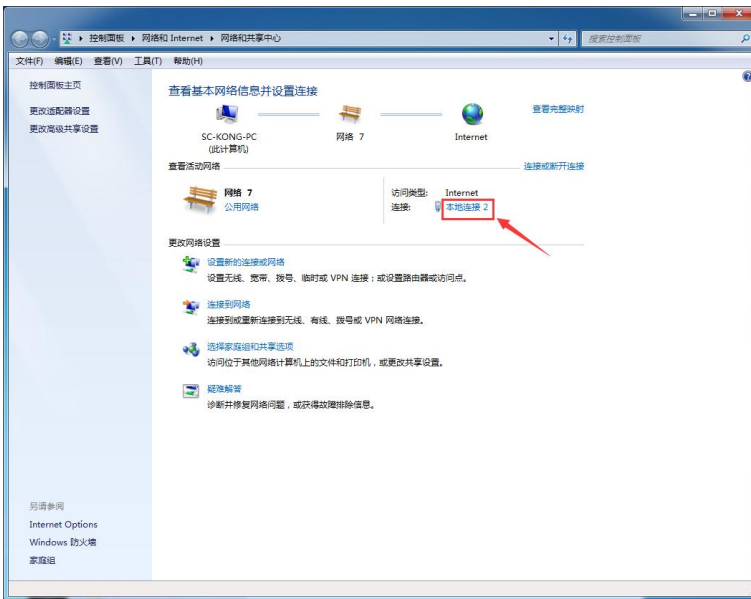 控制面板 ▸ 网络和 Internet ▸ 网络和共享中心
搜索控制面板
文件(F) 编辑(E) 查看(V) 工具(T) 帮助(H)
控制面板主页
更改适配器设置
更改高级共享设置
查看基本网络信息并设置连接
查看完整映射
SC-KONG-PC
(此计算机)
网络 7
Internet
查看活动网络
连接或断开连接
网络 7
公用网络
访问类型: Internet
连接: 本地连接 2
更改网络设置
设置新的连接或网络
设置无线、宽带、拨号、临时或 VPN 连接；或设置路由器或访问点。
连接到网络
连接到或重新连接到无线、有线、拨号或 VPN 网络连接。
选择家庭组和共享选项
访问位于其他网络计算机上的文件和打印机，或更改共享设置。
疑难解答
诊断并修复网络问题，或获得故障排除信息。
另请参阅
Internet Options
Windows 防火墙
家庭组